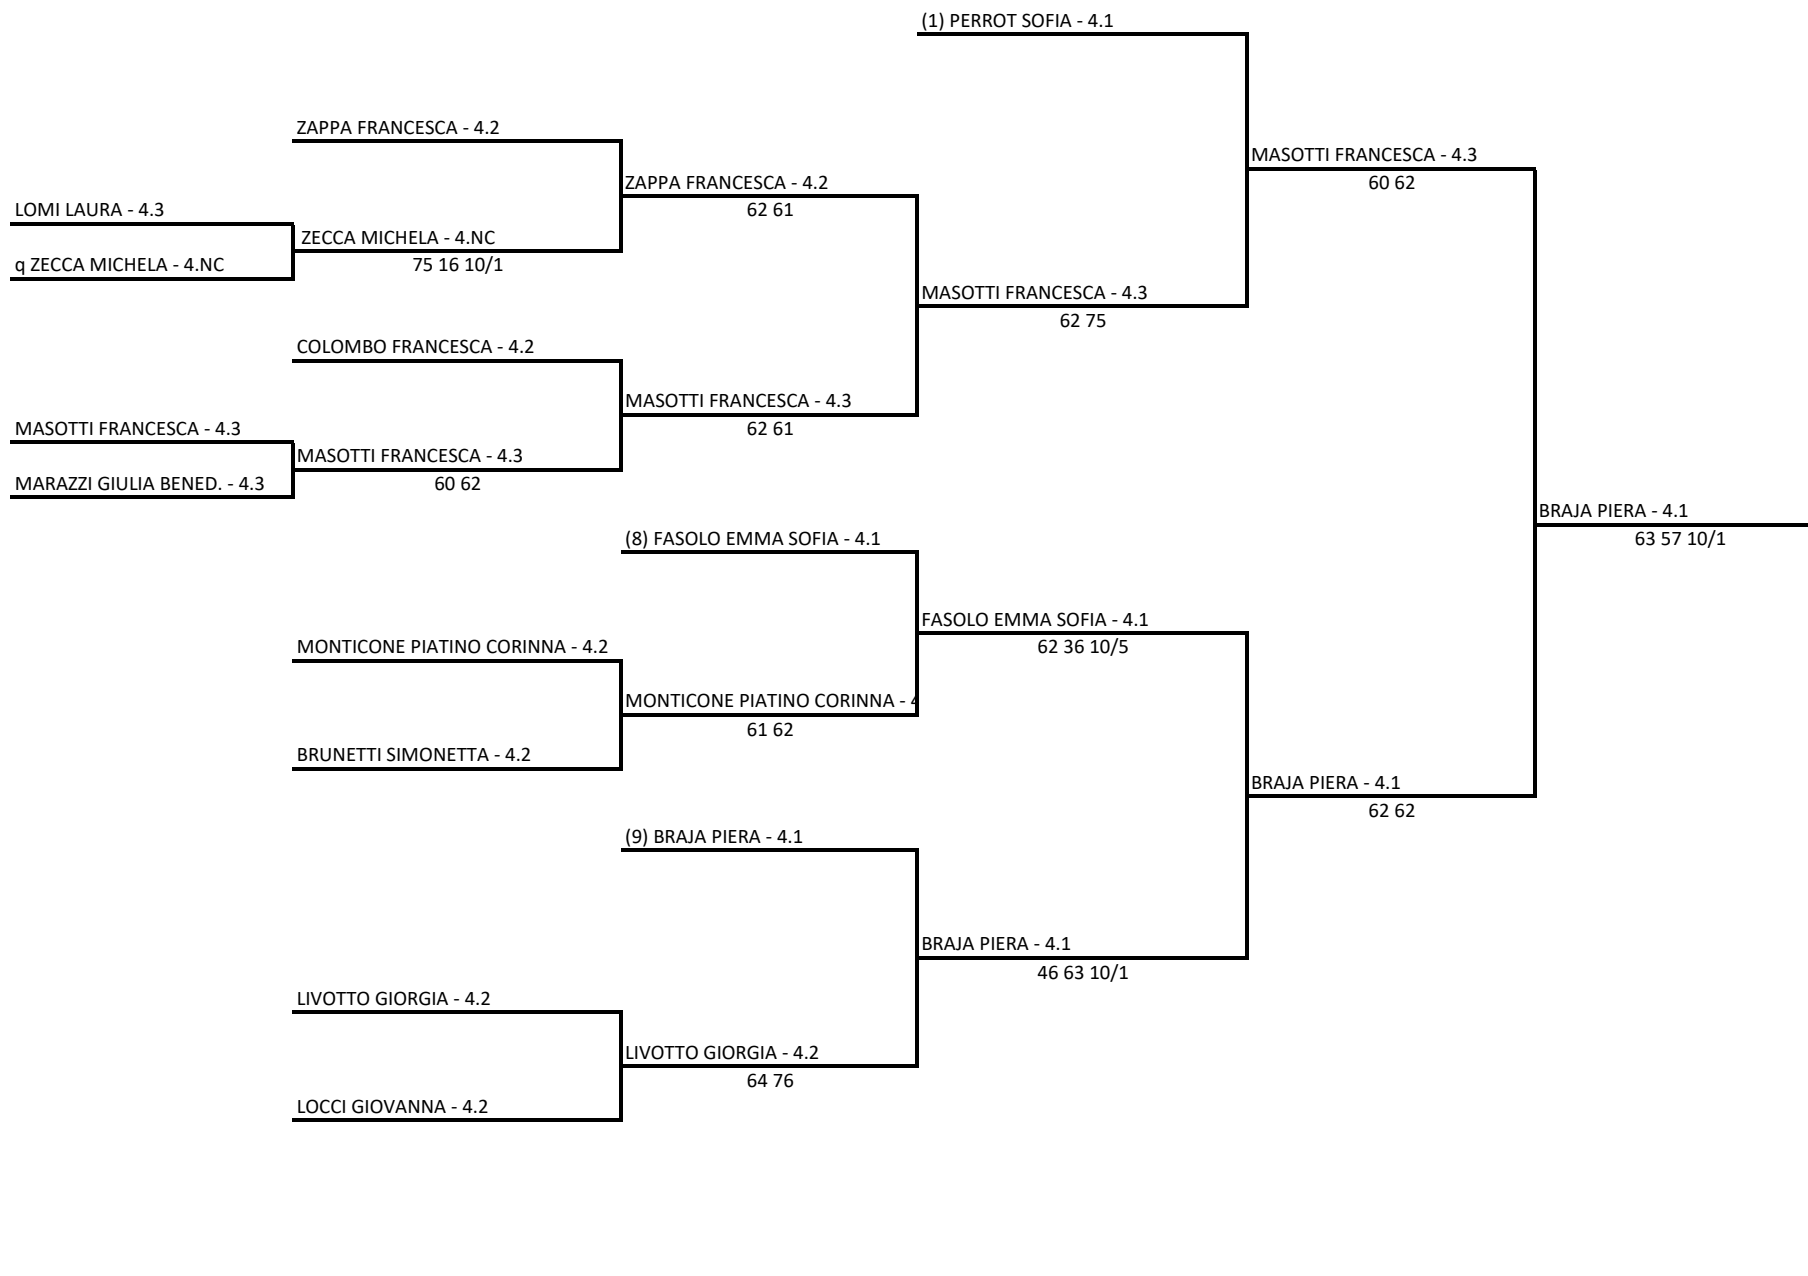 (1) PERROT SOFIA - 4.1
ZAPPA FRANCESCA - 4.2
MASOTTI FRANCESCA - 4.3
60 62
ZAPPA FRANCESCA - 4.2
62 61
LOMI LAURA - 4.3
ZECCA MICHELA - 4.NC
75 16 10/1
q ZECCA MICHELA - 4.NC
MASOTTI FRANCESCA - 4.3
62 75
COLOMBO FRANCESCA - 4.2
MASOTTI FRANCESCA - 4.3
62 61
MASOTTI FRANCESCA - 4.3
MASOTTI FRANCESCA - 4.3
60 62
MARAZZI GIULIA BENED. - 4.3
BRAJA PIERA - 4.1
63 57 10/1
(8) FASOLO EMMA SOFIA - 4.1
FASOLO EMMA SOFIA - 4.1
62 36 10/5
MONTICONE PIATINO CORINNA - 4.2
MONTICONE PIATINO CORINNA -
61 62
BRUNETTI SIMONETTA - 4.2
BRAJA PIERA - 4.1
62 62
(9) BRAJA PIERA - 4.1
BRAJA PIERA - 4.1
46 63 10/1
LIVOTTO GIORGIA - 4.2
LIVOTTO GIORGIA - 4.2
64 76
LOCCI GIOVANNA - 4.2